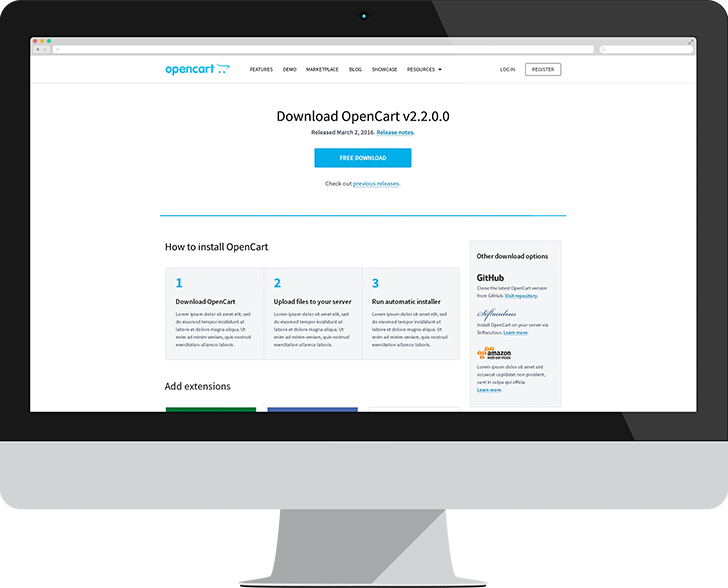 opencart
FEATURES DEMO MARKETPLACE BLOG SHOWCASE RESOURCES LOG IN REGISTER
Download OpenCart v2.2.0.0
Released March 2, 2016. Release notes.
FREE DOWNLOAD
Check out previous releases.
How to install OpenCart
1
Download OpenCart
Lorem ipsum dolor sit amet, sed
do eiusmod tempor incididunt ut
labore et dolore magna aliqua. Ut
enim ad minim veniam, quis nostrud
exercitation ullamco laboris.
2
Upload files to your server
Lorem ipsum dolor sit amet, sed
do eiusmod tempor incididunt ut
labore et dolore magna aliqua. Ut
enim ad minim veniam, quis nostrud
exercitation ullamco laboris.
3
Run automatic installer
Lorem ipsum dolor sit amet, sed
do eiusmod tempor incididunt ut
labore et dolore magna aliqua. Ut
enim ad minim veniam, quis nostrud
exercitation ullamco laboris.
Other download options
GitHub
Clone the latest OpenCart version
from GitHub. Visit repository.
Softaculous
Install OpenCart on your server via
Softaculous. Learn more.
amazon
web services
Lorem ipsum dolor sit amet sint
occaecat cupidatat non proident,
sunt in culpa qui officia.
Learn more.
Add extensions